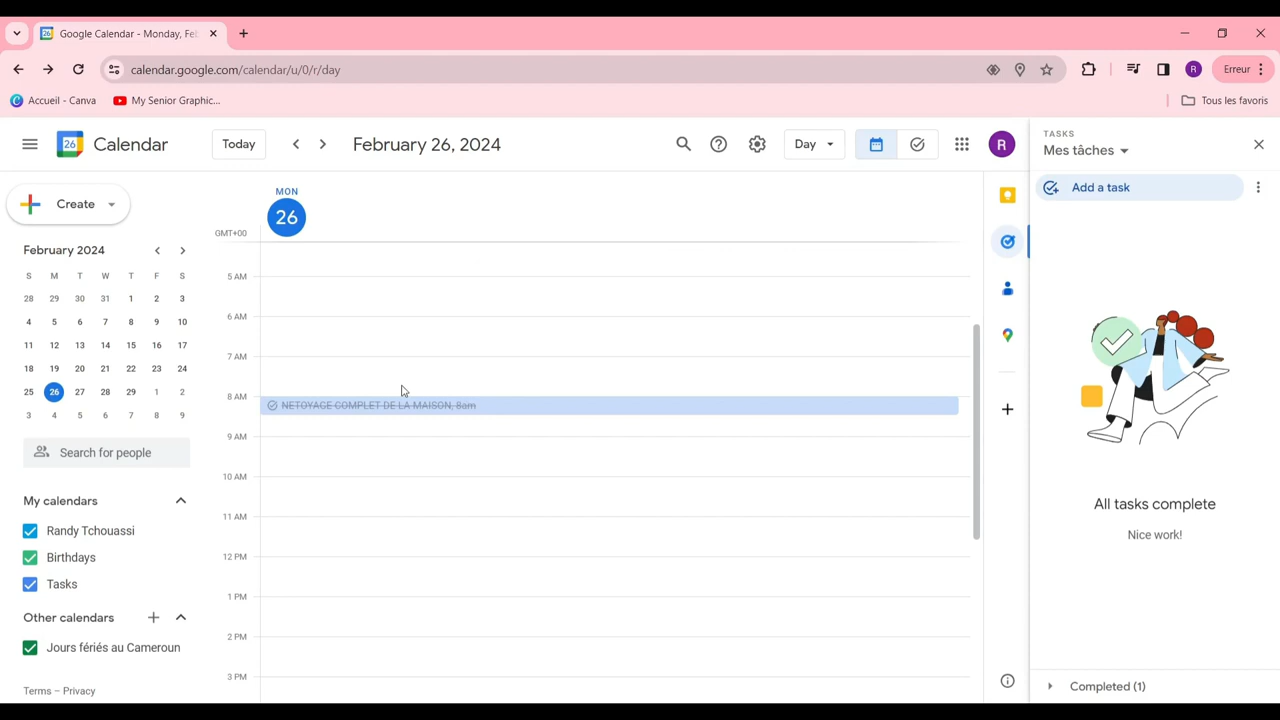 Google Calendar - Monday, Feb
calendar.google.com/calendar/u/0/r/day
R
Erreur
Accueil - Canva
My Senior Graphic...
Tous les favoris
26
Calendar
Today
February 26, 2024
Day
R
TASKS
Mes tâches
Create
Add a task
MON
26
GMT+00
February 2024
S M T W T F S
28 29 30 31 1 2 3
4 5 6 7 8 9 10
11 12 13 14 15 16 17
18 19 20 21 22 23 24
25 26 27 28 29 1 2
3 4 5 6 7 8 9
Search for people
My calendars
Randy Tchouassi
Birthdays
Tasks
Other calendars
Jours fériés au Cameroun
Terms – Privacy
5 AM
6 AM
7 AM
8 AM
NETOYAGE COMPLET DE LA MAISON, 8am
9 AM
10 AM
11 AM
12 PM
1 PM
2 PM
3 PM
All tasks complete
Nice work!
Completed (1)